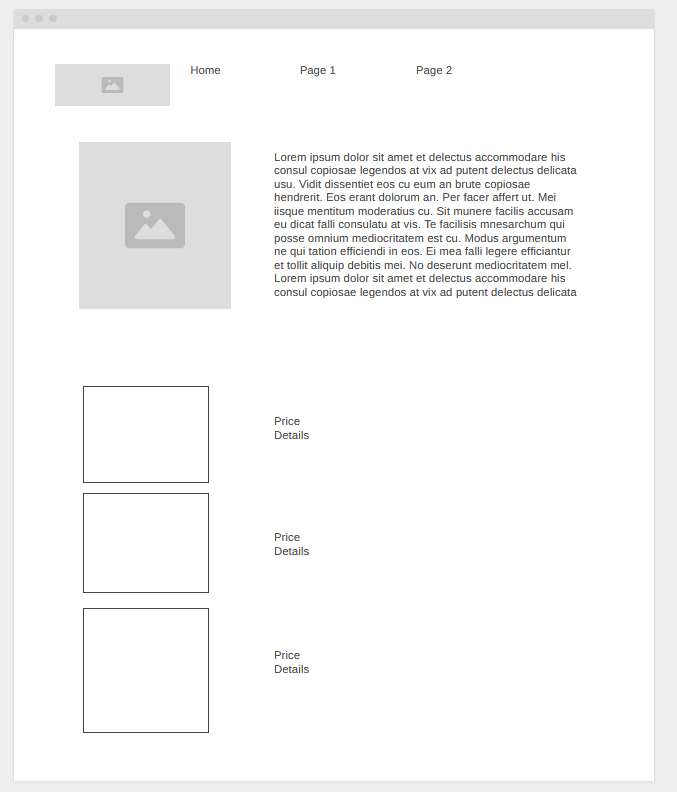 Home Page 1 Page 2
Lorem ipsum dolor sit amet et delectus accommodare his
consul copiosae legendos at vix ad putent delectus delicata
usu. Vidit dissentiet eos cu eum an brute copiosae
hendrerit. Eos erant dolorum an. Per facer affert ut. Mei
iisque mentitum moderatius cu. Sit munere facilis accusam
eu dicat falli consulatu at vis. Te facilisis mnesarchum qui
posse omnium mediocritatem est cu. Modus argumentum
ne qui tation efficiendi in eos. Ei mea falli legere efficiantur
et tollit aliquip debitis mei. No deserunt mediocritatem mel.
Lorem ipsum dolor sit amet et delectus accommodare his
consul copiosae legendos at vix ad putent delectus delicata
Price
Details
Price
Details
Price
Details